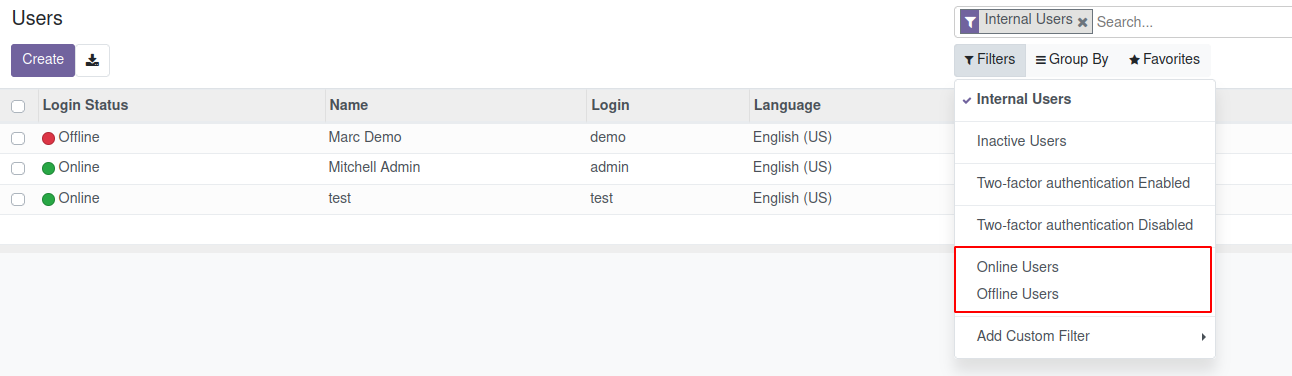 Users
Internal Users
Search...
Create
Filters
Group By
Favorites
Login Status Name Login Language
Offline Marc Demo demo English (US)
Online Mitchell Admin admin English (US)
Online test test English (US)
Internal Users
Inactive Users
Two-factor authentication Enabled
Two-factor authentication Disabled
Online Users
Offline Users
Add Custom Filter